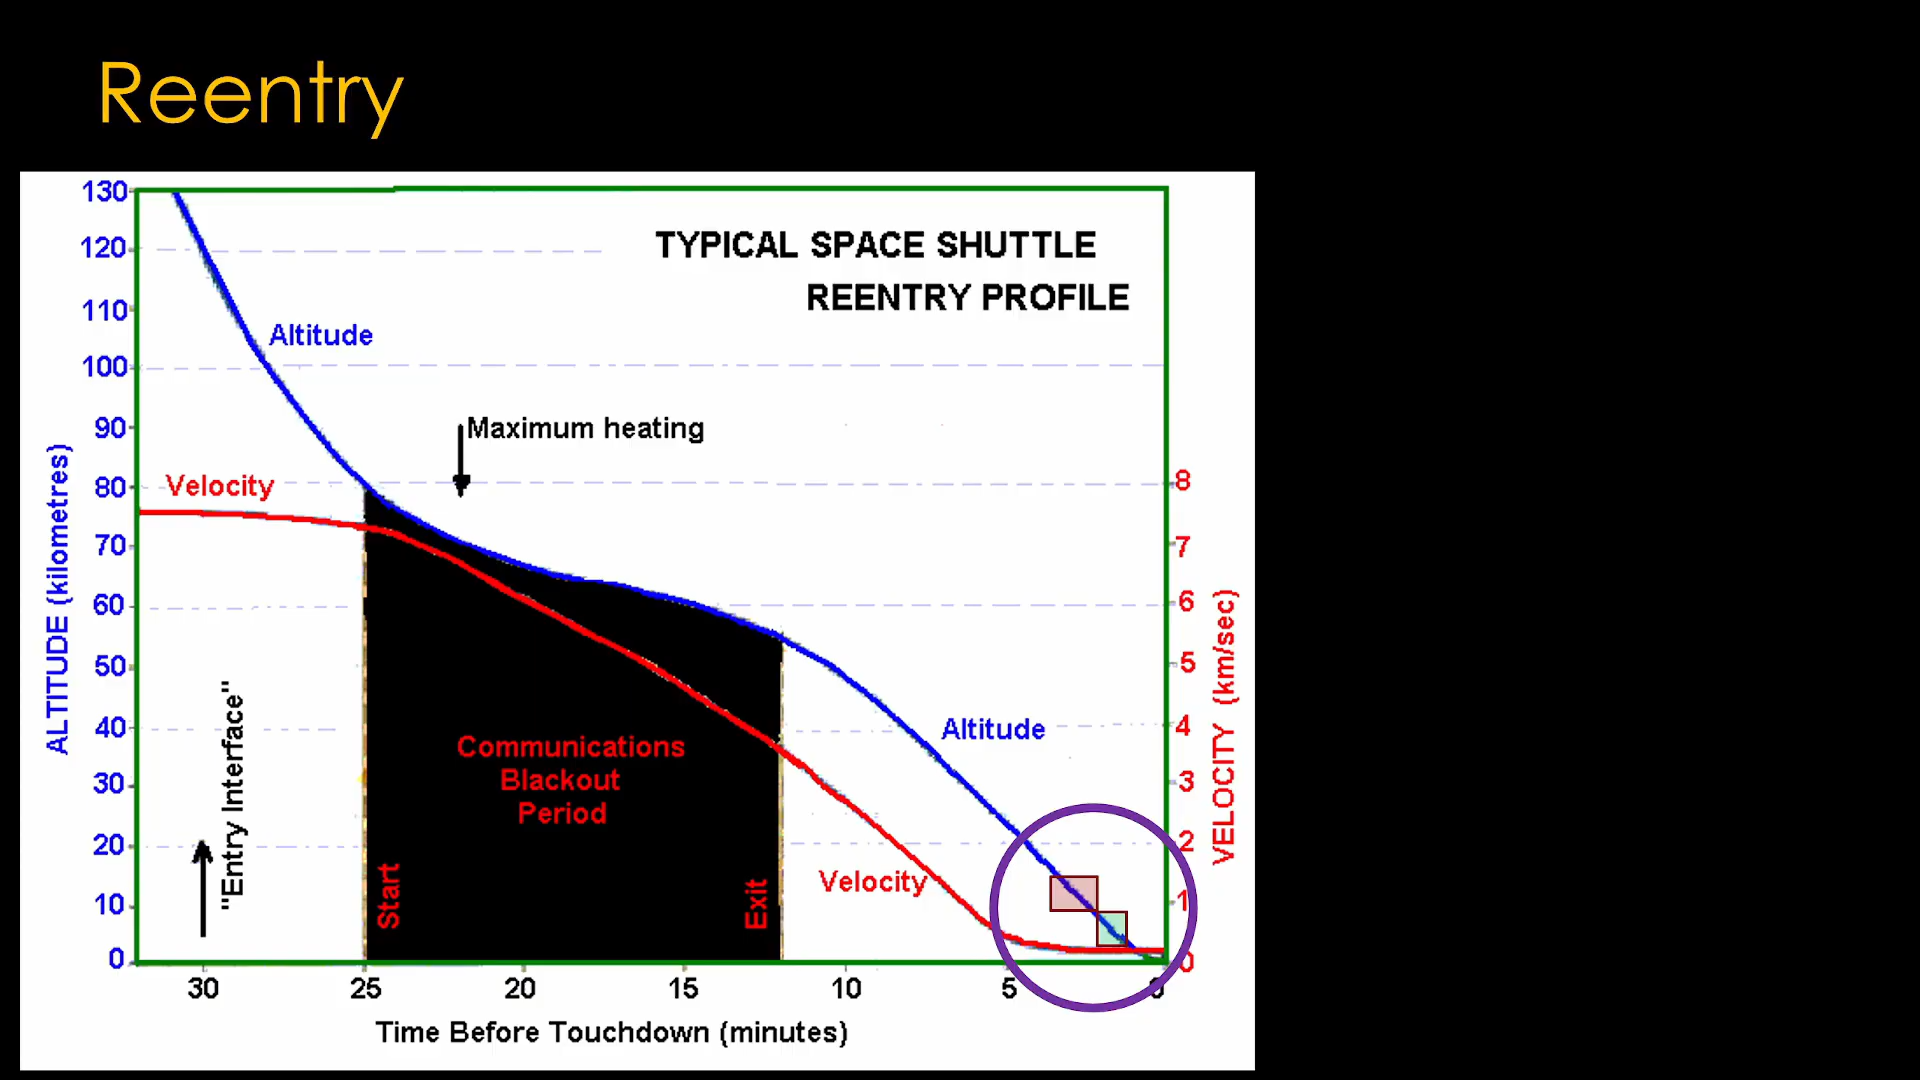 Reentry
TYPICAL SPACE SHUTTLE
REENTRY PROFILE
130
120
110
100
90
80
70
60
50
40
30
20
10
0
ALTITUDE (kilometres)
Altitude
Maximum heating
Velocity
"Entry Interface"
Communications
Blackout
Period
Start
Exit
Altitude
Velocity
8
7
6
5
4
3
2
1
0
VELOCITY (km/sec)
30 25 20 15 10 5 0
Time Before Touchdown (minutes)